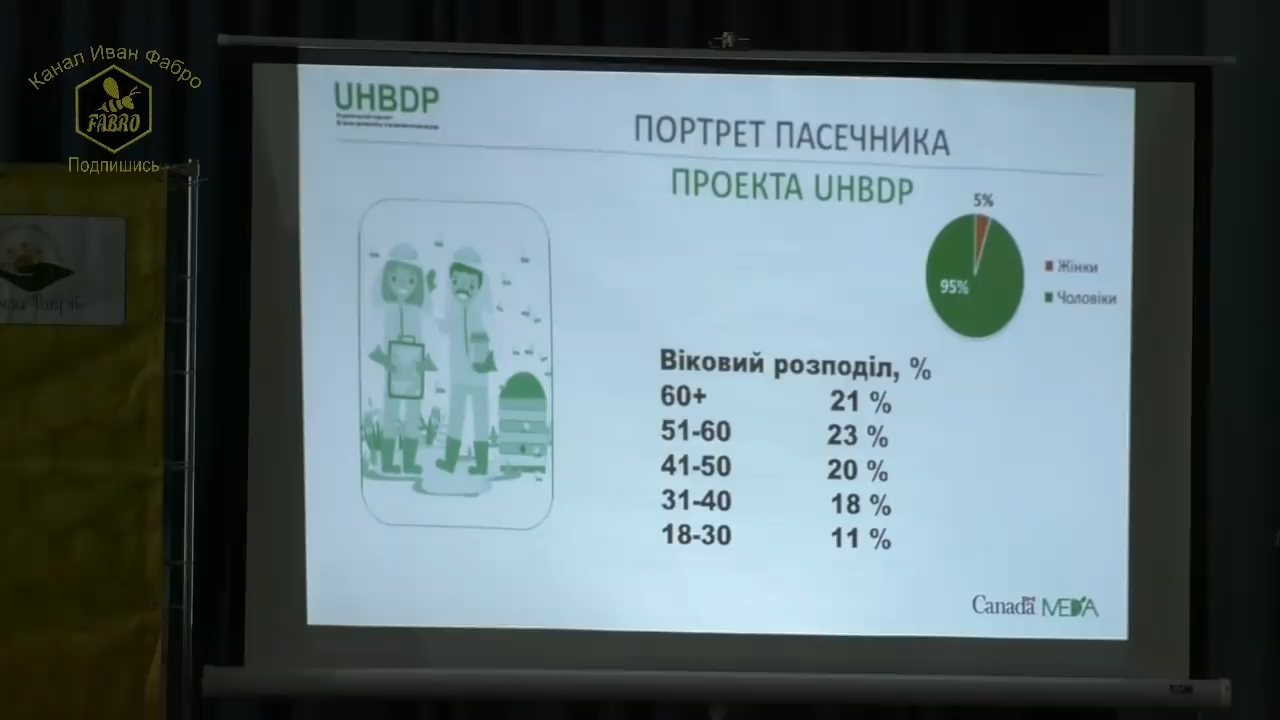 Канал Иван Фабро
FABRO
Подпишись
UHBDP
ПОРТРЕТ ПАСЕЧНИКА
ПРОЕКТА UHBDP
5%
95%
Жінки
Чоловіки
Віковий розподіл, %
60+ 21 %
51-60 23 %
41-50 20 %
31-40 18 %
18-30 11 %
Canada MEDA